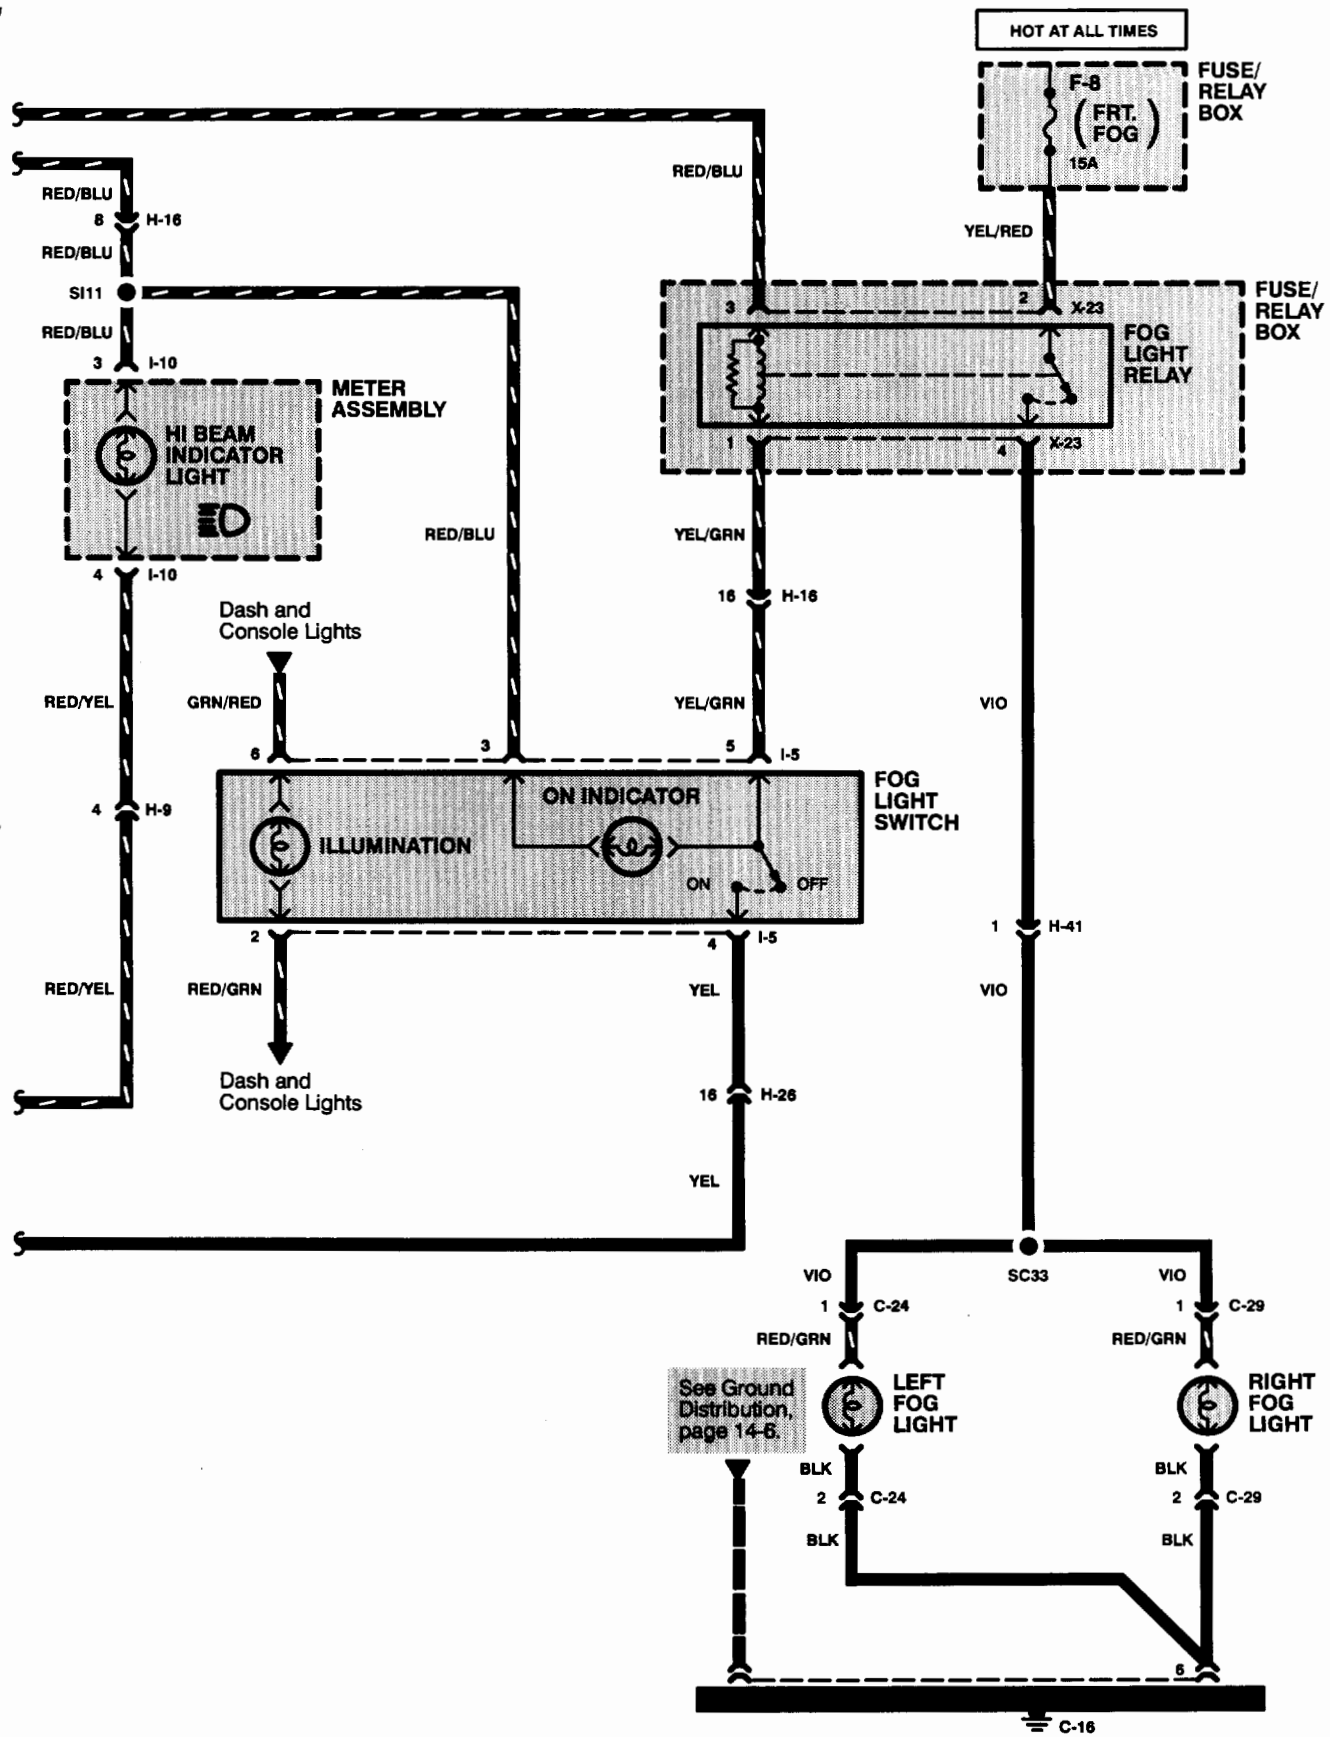 HOT AT ALL TIMES
F-8
(FRT. FOG)
15A
FUSE/
RELAY
BOX
RED/BLU
YEL/RED
RED/BLU
8 H-16
RED/BLU
SI11
RED/BLU
3 I-10
METER
ASSEMBLY
HI BEAM
INDICATOR
LIGHT
4 I-10
3
2 X-23
FUSE/
RELAY
BOX
FOG
LIGHT
RELAY
1
4 X-23
RED/BLU
YEL/GRN
16 H-16
Dash and
Console Lights
RED/YEL
GRN/RED
YEL/GRN
VIO
6
3
5 I-5
FOG
LIGHT
SWITCH
ON INDICATOR
ILLUMINATION
ON
OFF
4 H-9
2
4 I-5
1 H-41
RED/YEL
RED/GRN
YEL
VIO
Dash and
Console Lights
16 H-26
YEL
VIO
SC33
VIO
1 C-24
1 C-29
RED/GRN
RED/GRN
See Ground
Distribution,
page 14-6.
LEFT
FOG
LIGHT
RIGHT
FOG
LIGHT
BLK
BLK
2 C-24
2 C-29
BLK
BLK
6
C-16